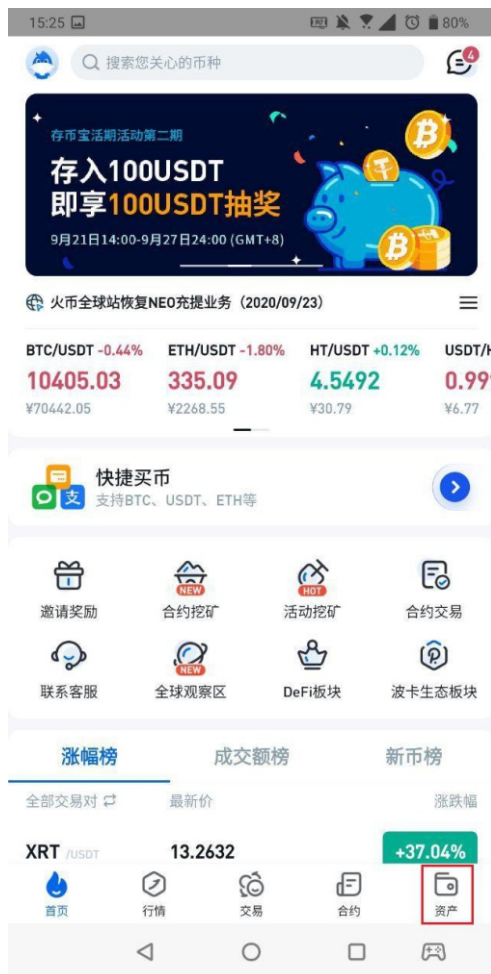 15:25
80%
搜索您关心的币种
4
存币宝活期活动第二期
存入100USDT
即享100USDT抽奖
9月21日14:00-9月27日24:00 (GMT+8)
火币全球站恢复NEO充提业务（2020/09/23）
BTC/USDT -0.44% ETH/USDT -1.80% HT/USDT +0.12% USDT/H
10405.03 335.09 4.5492 0.999
¥70442.05 ¥2268.55 ¥30.79 ¥6.77
快捷买币
支
支持BTC、USDT、ETH等
NEW HOT
邀请奖励 合约挖矿 活动挖矿 合约交易
NEW
联系客服 全球观察区 DeFi板块 波卡生态板块
涨幅榜 成交额榜 新币榜
全部交易对 最新价 涨跌幅
XRT /USDT 13.2632 +37.04%
首页 行情 交易 合约 资产